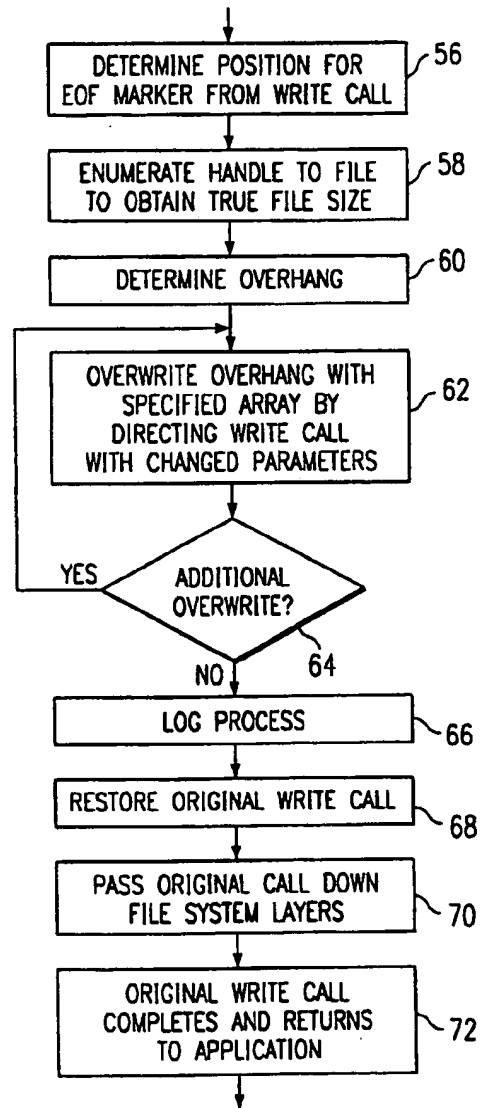 DETERMINE POSITION FOR
EOF MARKER FROM WRITE CALL
56
ENUMERATE HANDLE TO FILE
TO OBTAIN TRUE FILE SIZE
58
DETERMINE OVERHANG
60
OVERWRITE OVERHANG WITH
SPECIFIED ARRAY BY
DIRECTING WRITE CALL
WITH CHANGED PARAMETERS
62
YES
ADDITIONAL
OVERWRITE?
64
NO
LOG PROCESS
66
RESTORE ORIGINAL WRITE CALL
68
PASS ORIGINAL CALL DOWN
FILE SYSTEM LAYERS
70
ORIGINAL WRITE CALL
COMPLETES AND RETURNS
TO APPLICATION
72